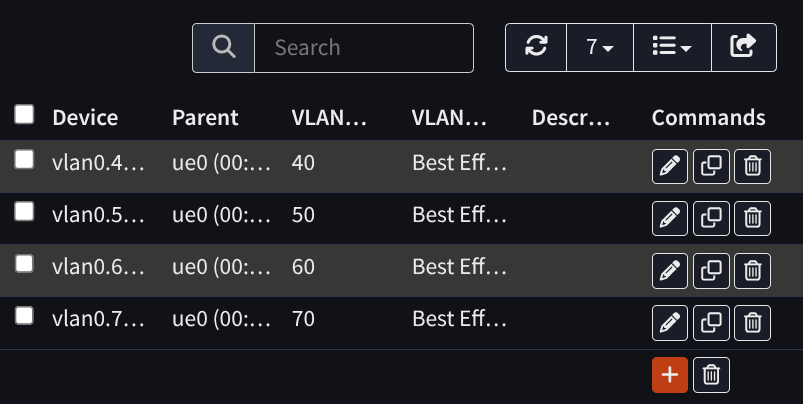 Search
7
Device Parent VLAN… VLAN… Descr… Commands
vlan0.4… ue0 (00:… 40 Best Eff…
vlan0.5… ue0 (00:… 50 Best Eff…
vlan0.6… ue0 (00:… 60 Best Eff…
vlan0.7… ue0 (00:… 70 Best Eff…